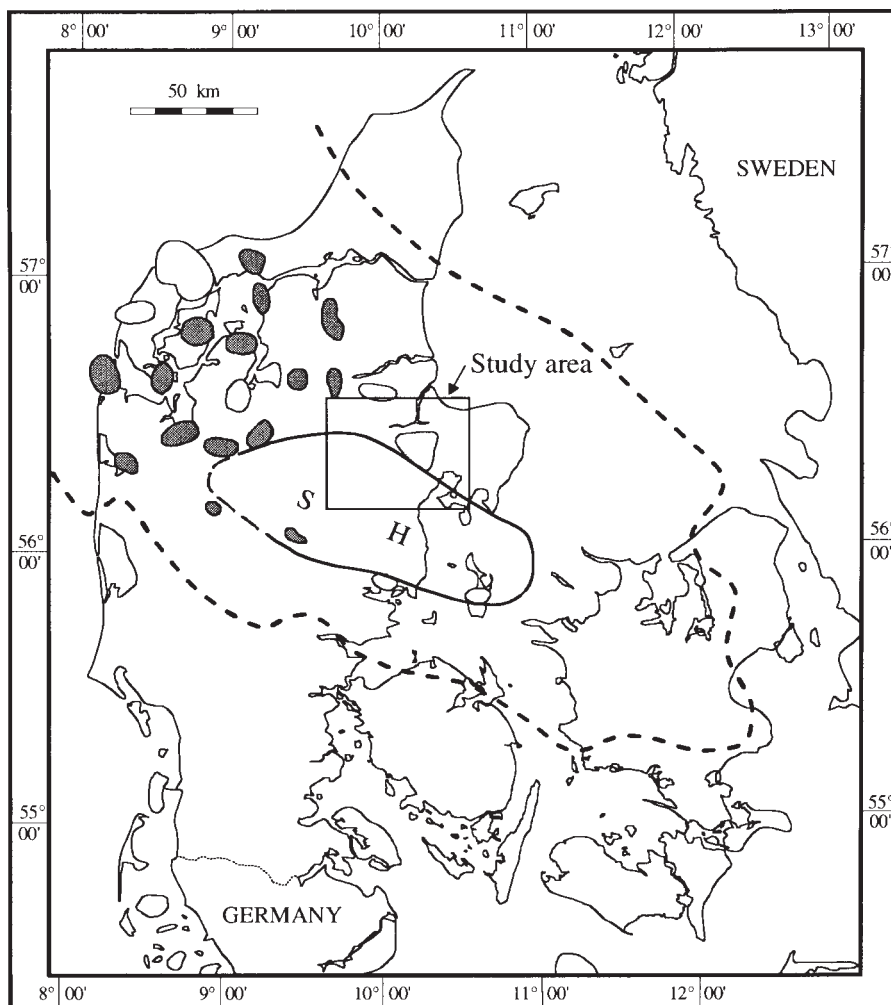 8° 00' 9° 00' 10° 00' 11° 00' 12° 00' 13° 00'
50 km
SWEDEN
57° 00'
57° 00'
Study area
S
H
56° 00'
56° 00'
55° 00'
55° 00'
GERMANY
8° 00' 9° 00' 10° 00' 11° 00' 12° 00'